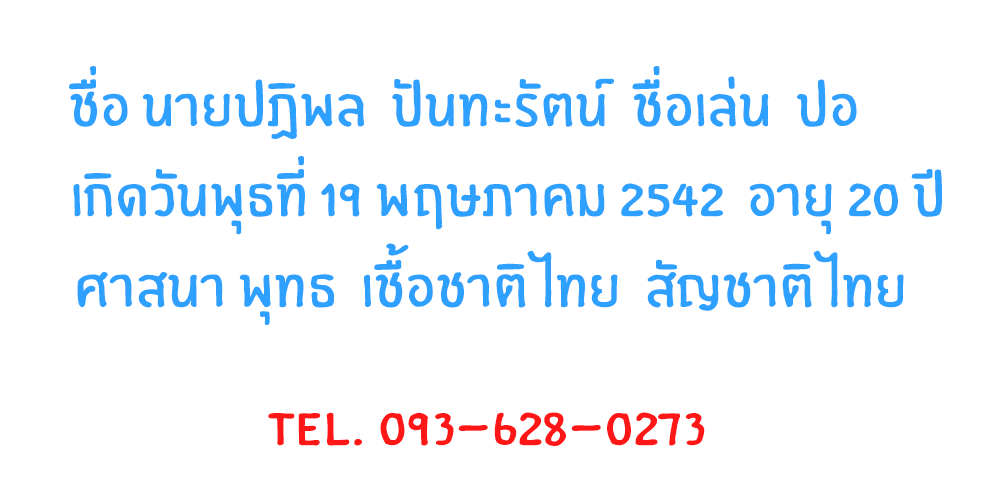 ชื่อ นายปฏิพล ปันทะรัตน์ ชื่อเล่น ปอ
เกิดวันพุธที่ 19 พฤษภาคม 2542 อายุ 20 ปี
ศาสนา พุทธ เชื้อชาติไทย สัญชาติไทย
TEL. 093-628-0273